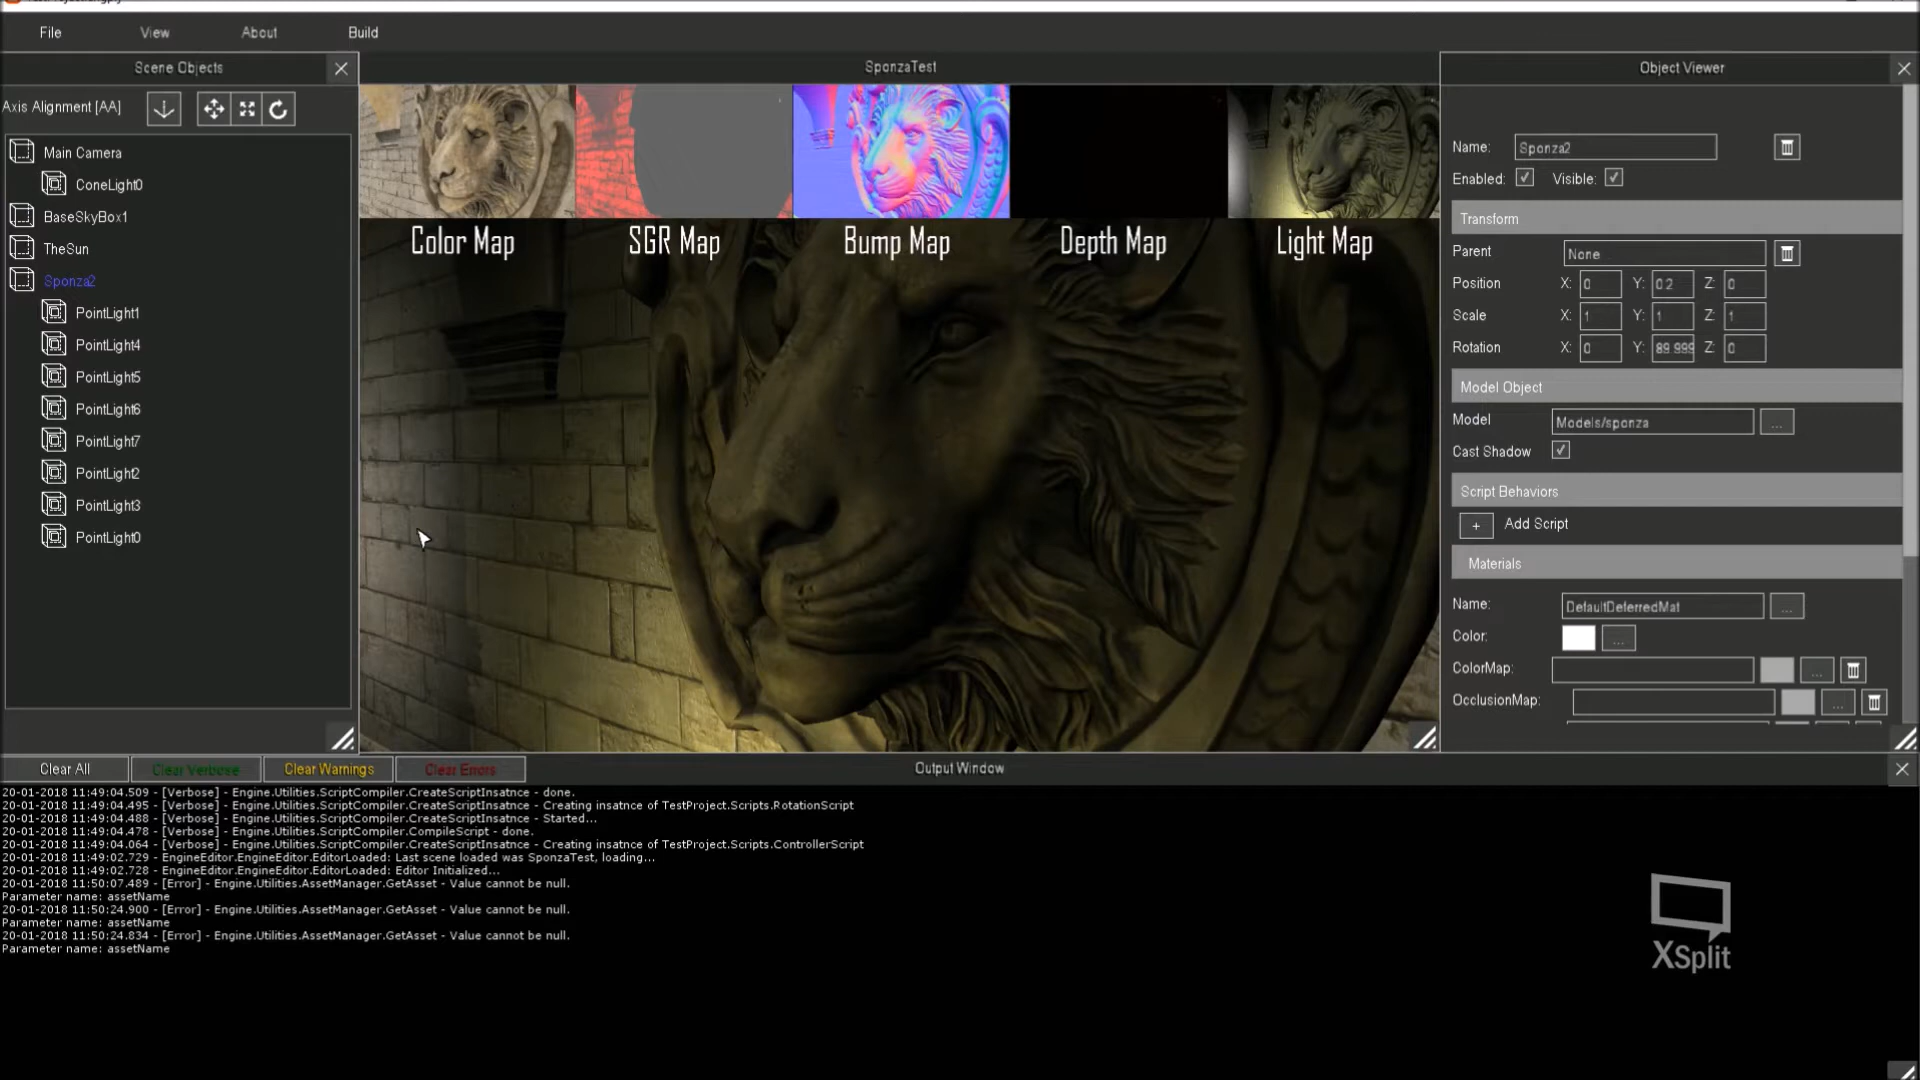 File View About Build
Scene Objects
SponzaTest
Object Viewer
Axis Alignment [AA]
Main Camera
ConeLight0
BaseSkyBox1
TheSun
Sponza2
PointLight1
PointLight4
PointLight5
PointLight6
PointLight7
PointLight2
PointLight3
PointLight0
Color Map
SGR Map
Bump Map
Depth Map
Light Map
Name: Sponza2
Enabled: Visible:
Transform
Parent None
Position X: 0 Y: 0.2 Z: 0
Scale X: 1 Y: 1 Z: 1
Rotation X: 0 Y: 89.999 Z: 0
Model Object
Model Models/sponza ...
Cast Shadow
Script Behaviors
+ Add Script
Materials
Name: DefaultDeferredMat ...
Color: ...
ColorMap: ...
OcclusionMap: ...
Clear All Clear Verbose Clear Warnings Clear Errors
Output Window
20-01-2018 11:49:04.509 - [Verbose] - Engine.Utilities.ScriptCompiler.CreateScriptInsatnce - done.
20-01-2018 11:49:04.495 - [Verbose] - Engine.Utilities.ScriptCompiler.CreateScriptInsatnce - Creating insatnce of TestProject.Scripts.RotationScript
20-01-2018 11:49:04.488 - [Verbose] - Engine.Utilities.ScriptCompiler.CreateScriptInsatnce - Started...
20-01-2018 11:49:04.478 - [Verbose] - Engine.Utilities.ScriptCompiler.CompileScript - done.
20-01-2018 11:49:04.064 - [Verbose] - Engine.Utilities.ScriptCompiler.CreateScriptInsatnce - Creating insatnce of TestProject.Scripts.ControllerScript
20-01-2018 11:49:02.729 - EngineEditor.EngineEditor.EditorLoaded: Last scene loaded was SponzaTest, loading...
20-01-2018 11:49:02.728 - EngineEditor.EngineEditor.EditorLoaded: Editor Initialized...
20-01-2018 11:50:07.489 - [Error] - Engine.Utilities.AssetManager.GetAsset - Value cannot be null.
Parameter name: assetName
20-01-2018 11:50:24.900 - [Error] - Engine.Utilities.AssetManager.GetAsset - Value cannot be null.
Parameter name: assetName
20-01-2018 11:50:24.834 - [Error] - Engine.Utilities.AssetManager.GetAsset - Value cannot be null.
Parameter name: assetName
XSplit